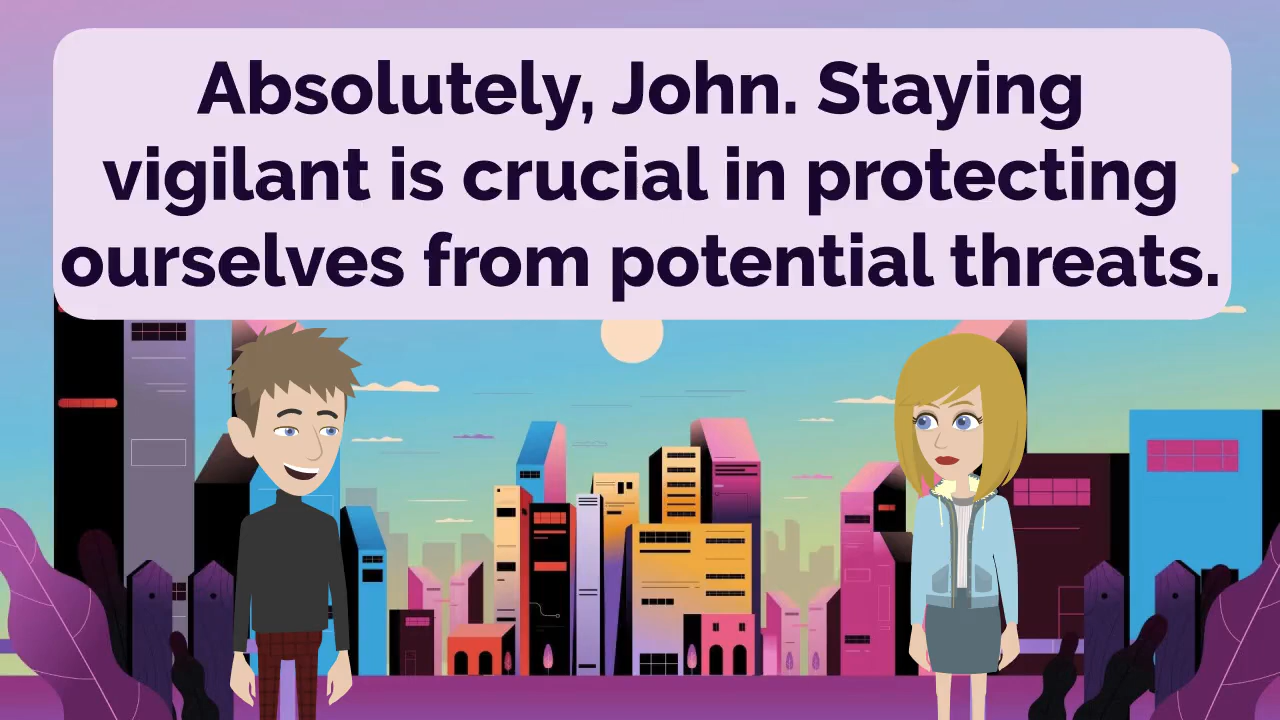 Absolutely, John. Staying
vigilant is crucial in protecting
ourselves from potential threats.